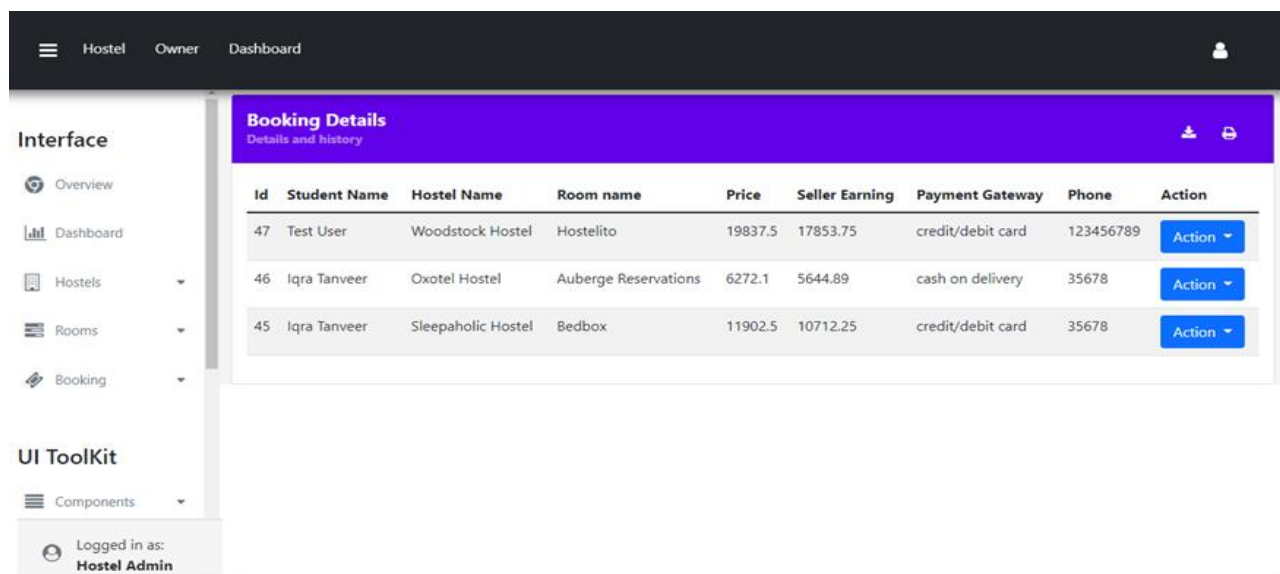 Hostel Owner Dashboard
Interface
Overview
Dashboard
Hostels
Rooms
Booking
UI ToolKit
Components
Logged in as:
Hostel Admin
Booking Details
Details and history
Id Student Name Hostel Name Room name Price Seller Earning Payment Gateway Phone Action
47 Test User Woodstock Hostel Hostelito 19837.5 17853.75 credit/debit card 123456789 Action
46 Iqra Tanveer Oxotel Hostel Auberge Reservations 6272.1 5644.89 cash on delivery 35678 Action
45 Iqra Tanveer Sleepaholic Hostel Bedbox 11902.5 10712.25 credit/debit card 35678 Action